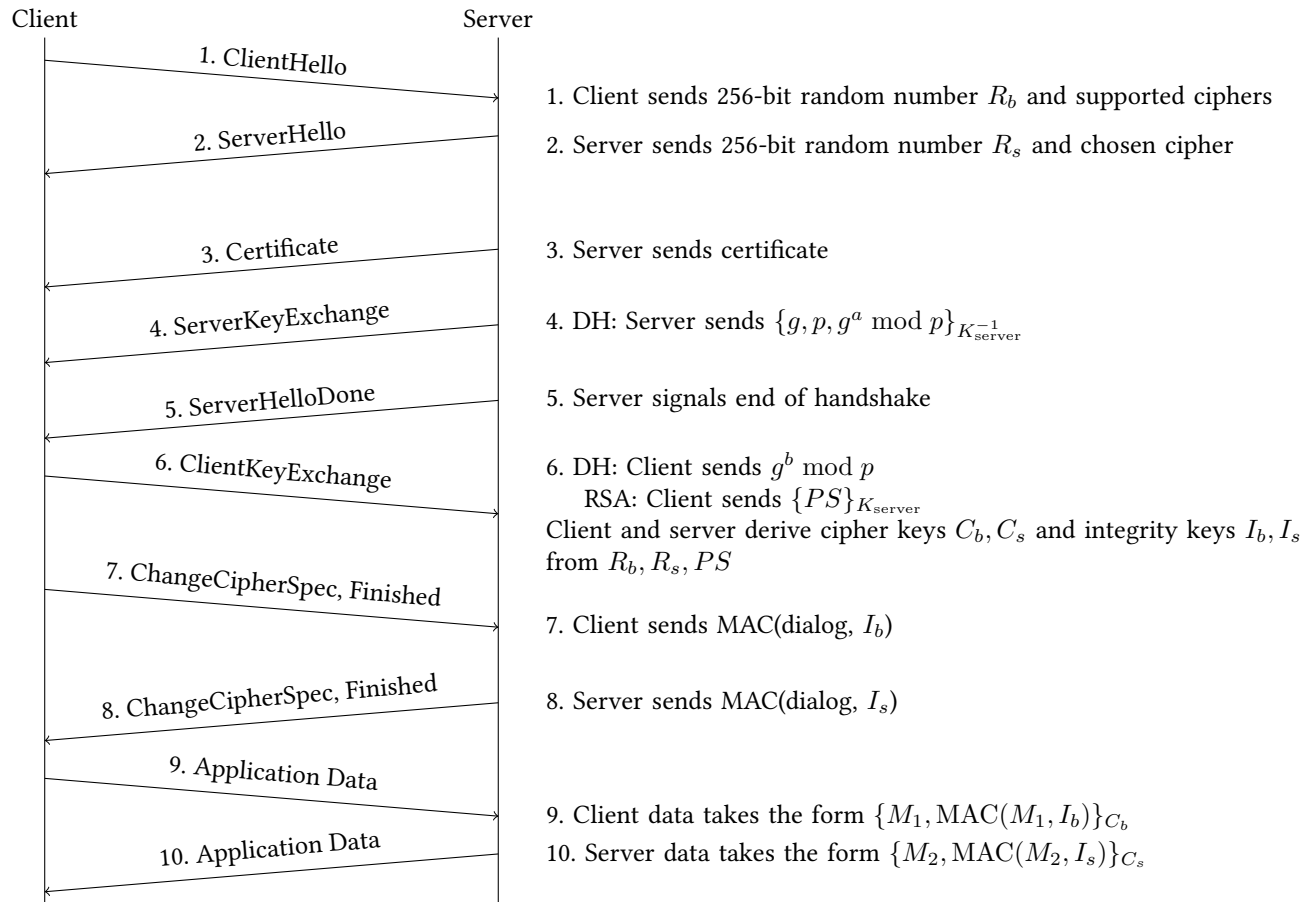 Client
Server
1. ClientHello
1. Client sends 256-bit random number R_b and supported ciphers
2. ServerHello
2. Server sends 256-bit random number R_s and chosen cipher
3. Certificate
3. Server sends certificate
4. ServerKeyExchange
4. DH: Server sends {g, p, g^a mod p}_{K_{server}^{-1}}
5. ServerHelloDone
5. Server signals end of handshake
6. ClientKeyExchange
6. DH: Client sends g^b mod p
RSA: Client sends {PS}_{K_{server}}
Client and server derive cipher keys C_b, C_s and integrity keys I_b, I_s
from R_b, R_s, PS
7. ChangeCipherSpec, Finished
7. Client sends MAC(dialog, I_b)
8. ChangeCipherSpec, Finished
8. Server sends MAC(dialog, I_s)
9. Application Data
9. Client data takes the form {M_1, MAC(M_1, I_b)}_{C_b}
10. Application Data
10. Server data takes the form {M_2, MAC(M_2, I_s)}_{C_s}